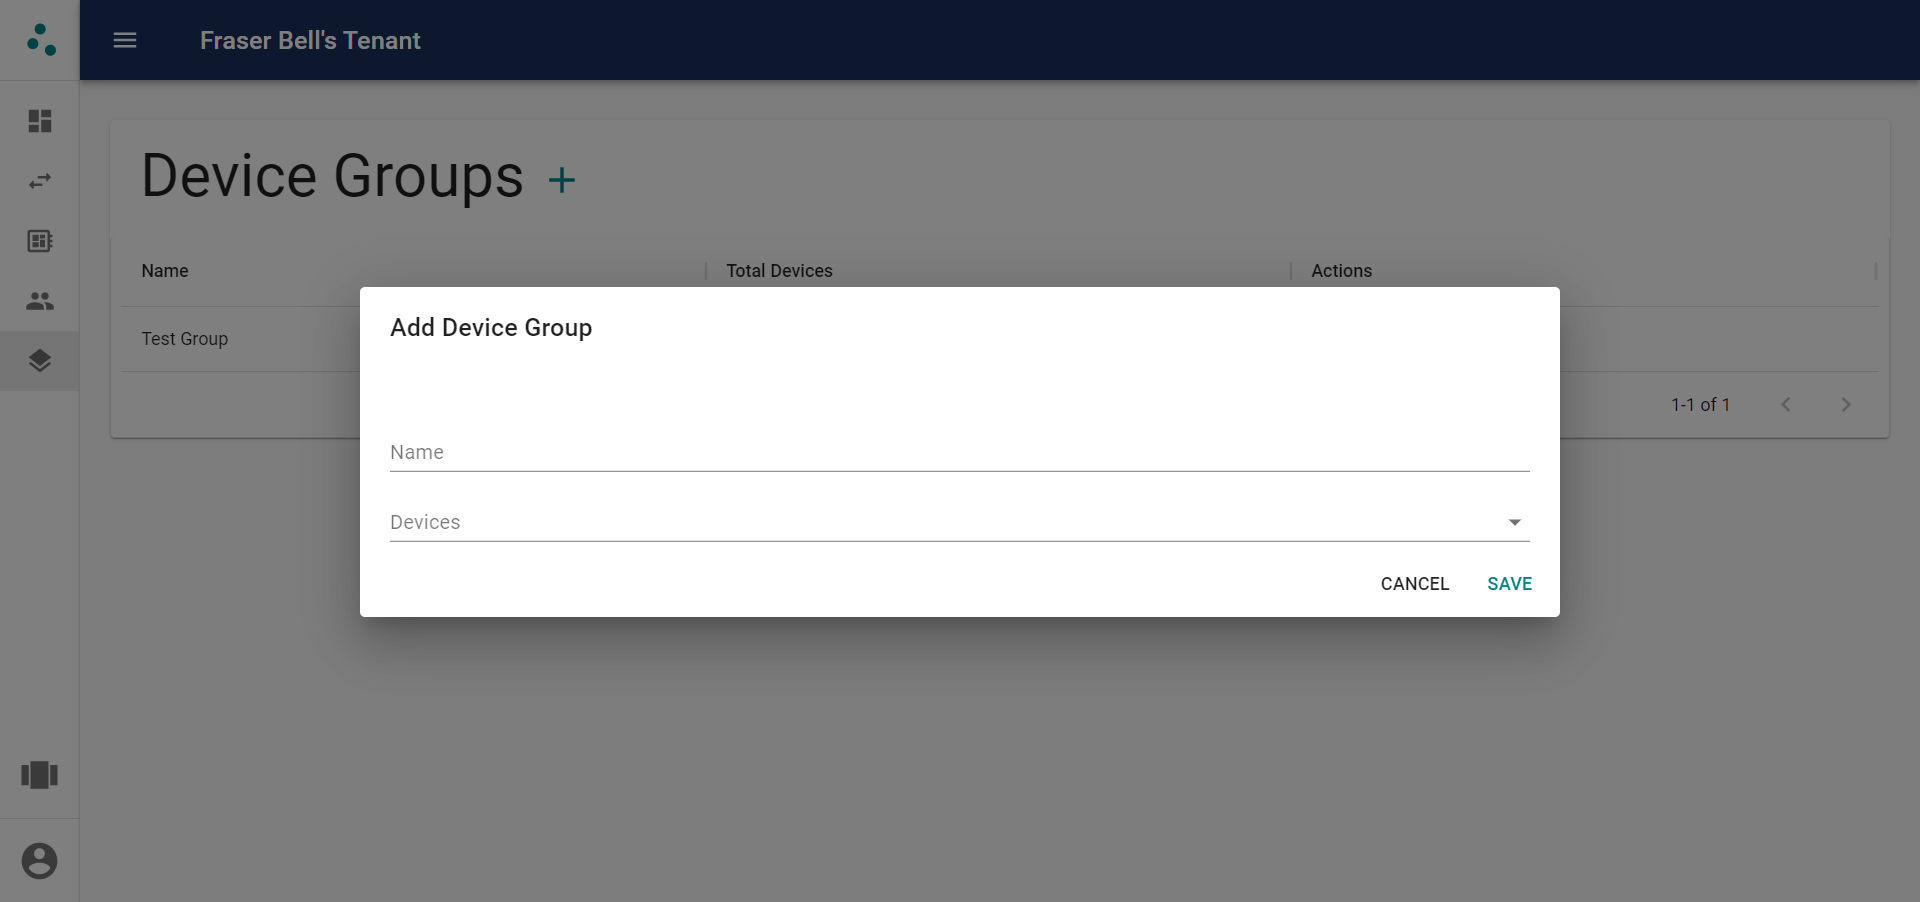 Fraser Bell's Tenant
Device Groups +
Name Total Devices Actions
Test Group
1-1 of 1
Add Device Group
Name
Devices
CANCEL SAVE